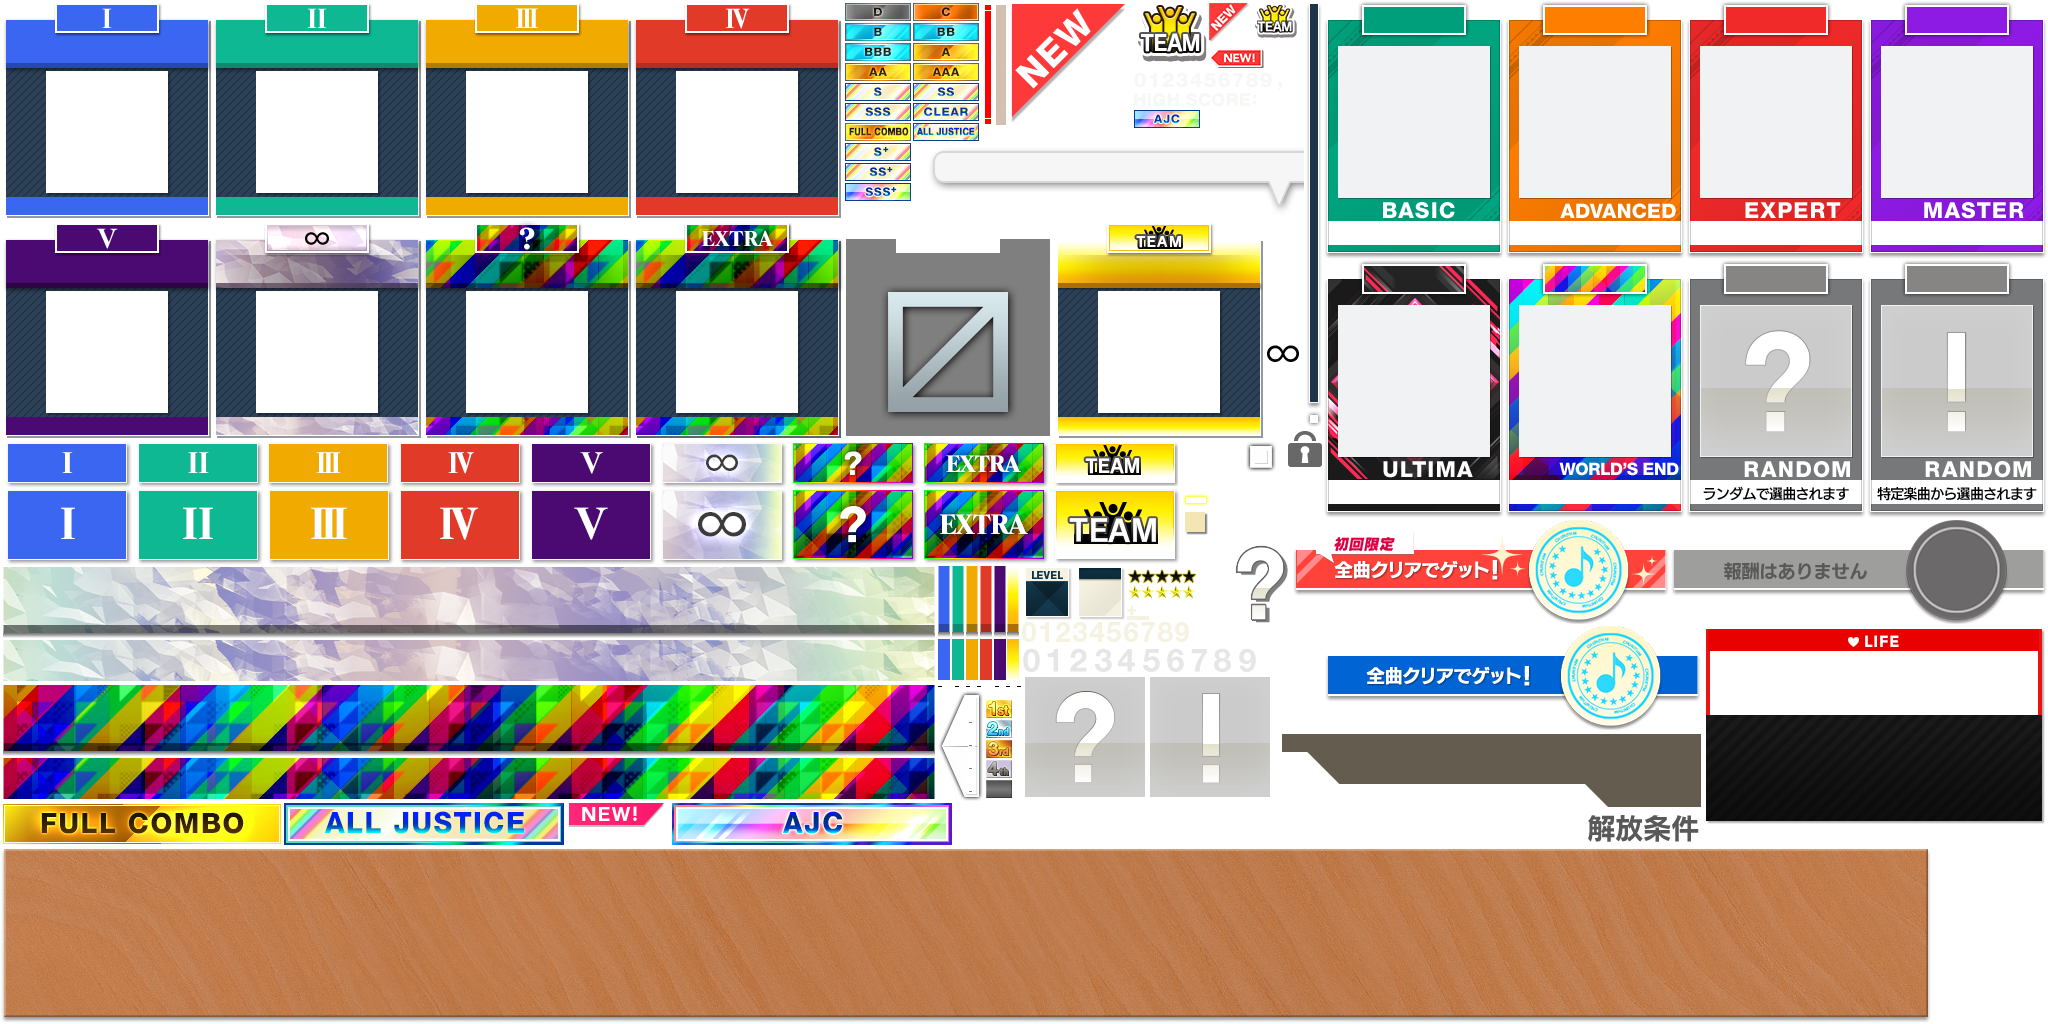 I
II
III
IV
D
C
B
BB
BBB
A
AA
AAA
S
SS
SSS
CLEAR
FULL COMBO
ALL JUSTICE
S+
SS+
SSS+
NEW
TEAM
NEW
TEAM
NEW!
0123456789,
HIGH SCORE:
AJC
BASIC
ADVANCED
EXPERT
MASTER
V
∞
?
EXTRA
TEAM
∞
ULTIMA
WORLD'S END
?
RANDOM
ランダムで選曲されます
!
RANDOM
特定楽曲から選曲されます
I
II
III
IV
V
∞
?
EXTRA
TEAM
I
II
III
IV
V
∞
?
EXTRA
TEAM
LEVEL
★★★★★
★★★★★
±
0123456789
0123456789
?
初回限定
全曲クリアでゲット!
報酬はありません
全曲クリアでゲット!
♥ LIFE
1st
2nd
3rd
4th
?
!
解放条件
FULL COMBO
ALL JUSTICE
NEW!
AJC